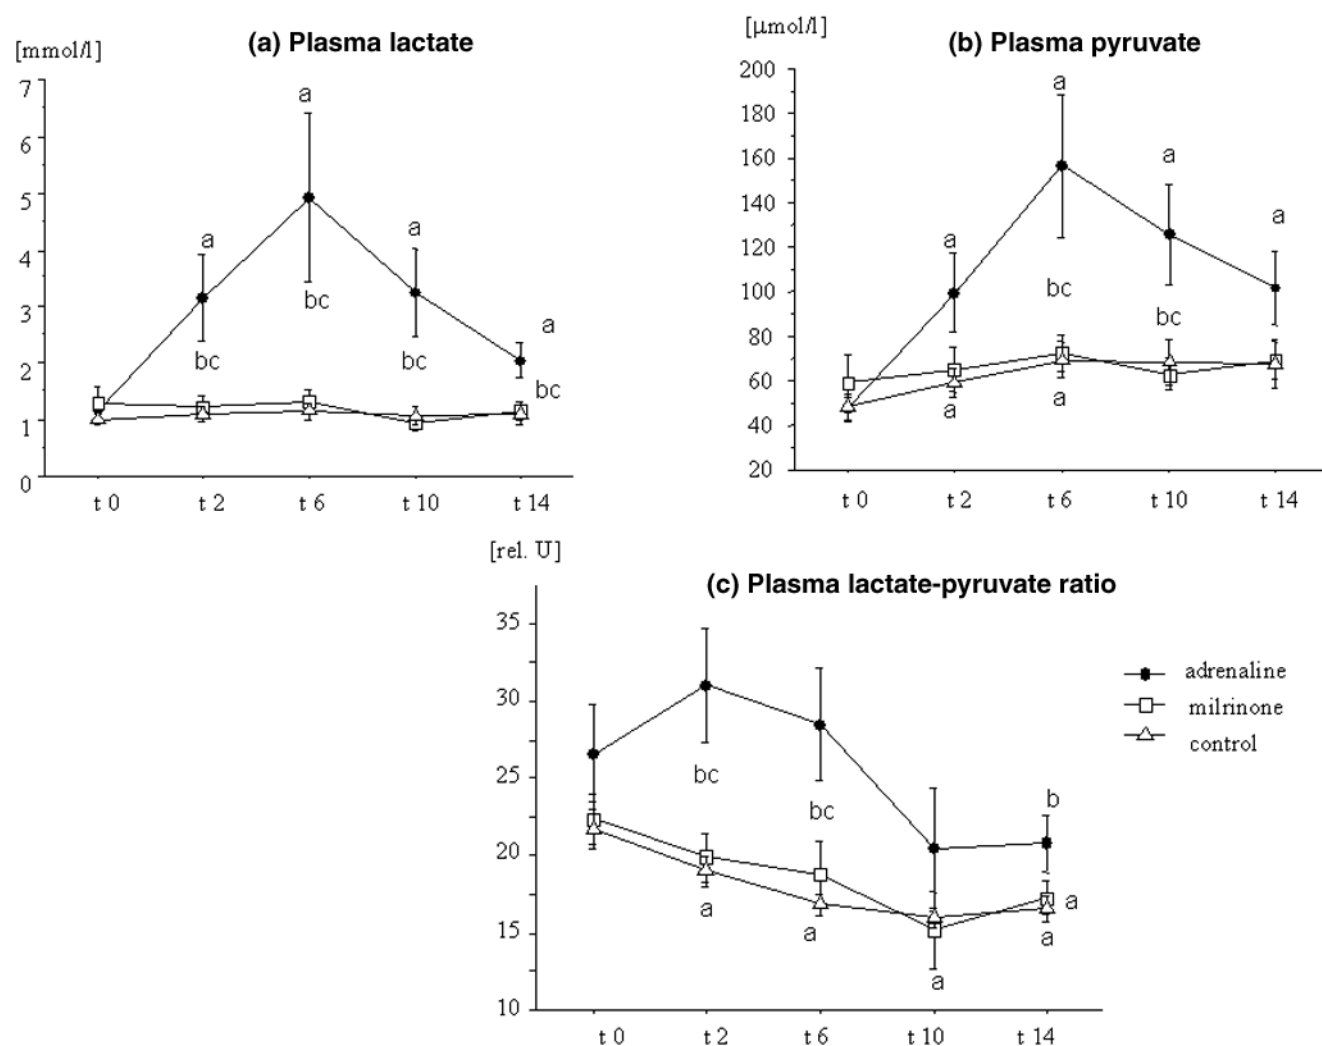 (a) Plasma lactate
[mmol/l]
7
6
5
4
3
2
1
0
a
a
a
a
bc
bc
bc
bc
t 0 t 2 t 6 t 10 t 14
(b) Plasma pyruvate
[µmol/l]
200
180
160
140
120
100
80
60
40
20
a
a
a
a
bc
bc
a
a
t 0 t 2 t 6 t 10 t 14
(c) Plasma lactate-pyruvate ratio
[rel. U]
35
30
25
20
15
10
bc
bc
b
a
a
a
a
a
t 0 t 2 t 6 t 10 t 14
adrenaline
milrinone
control